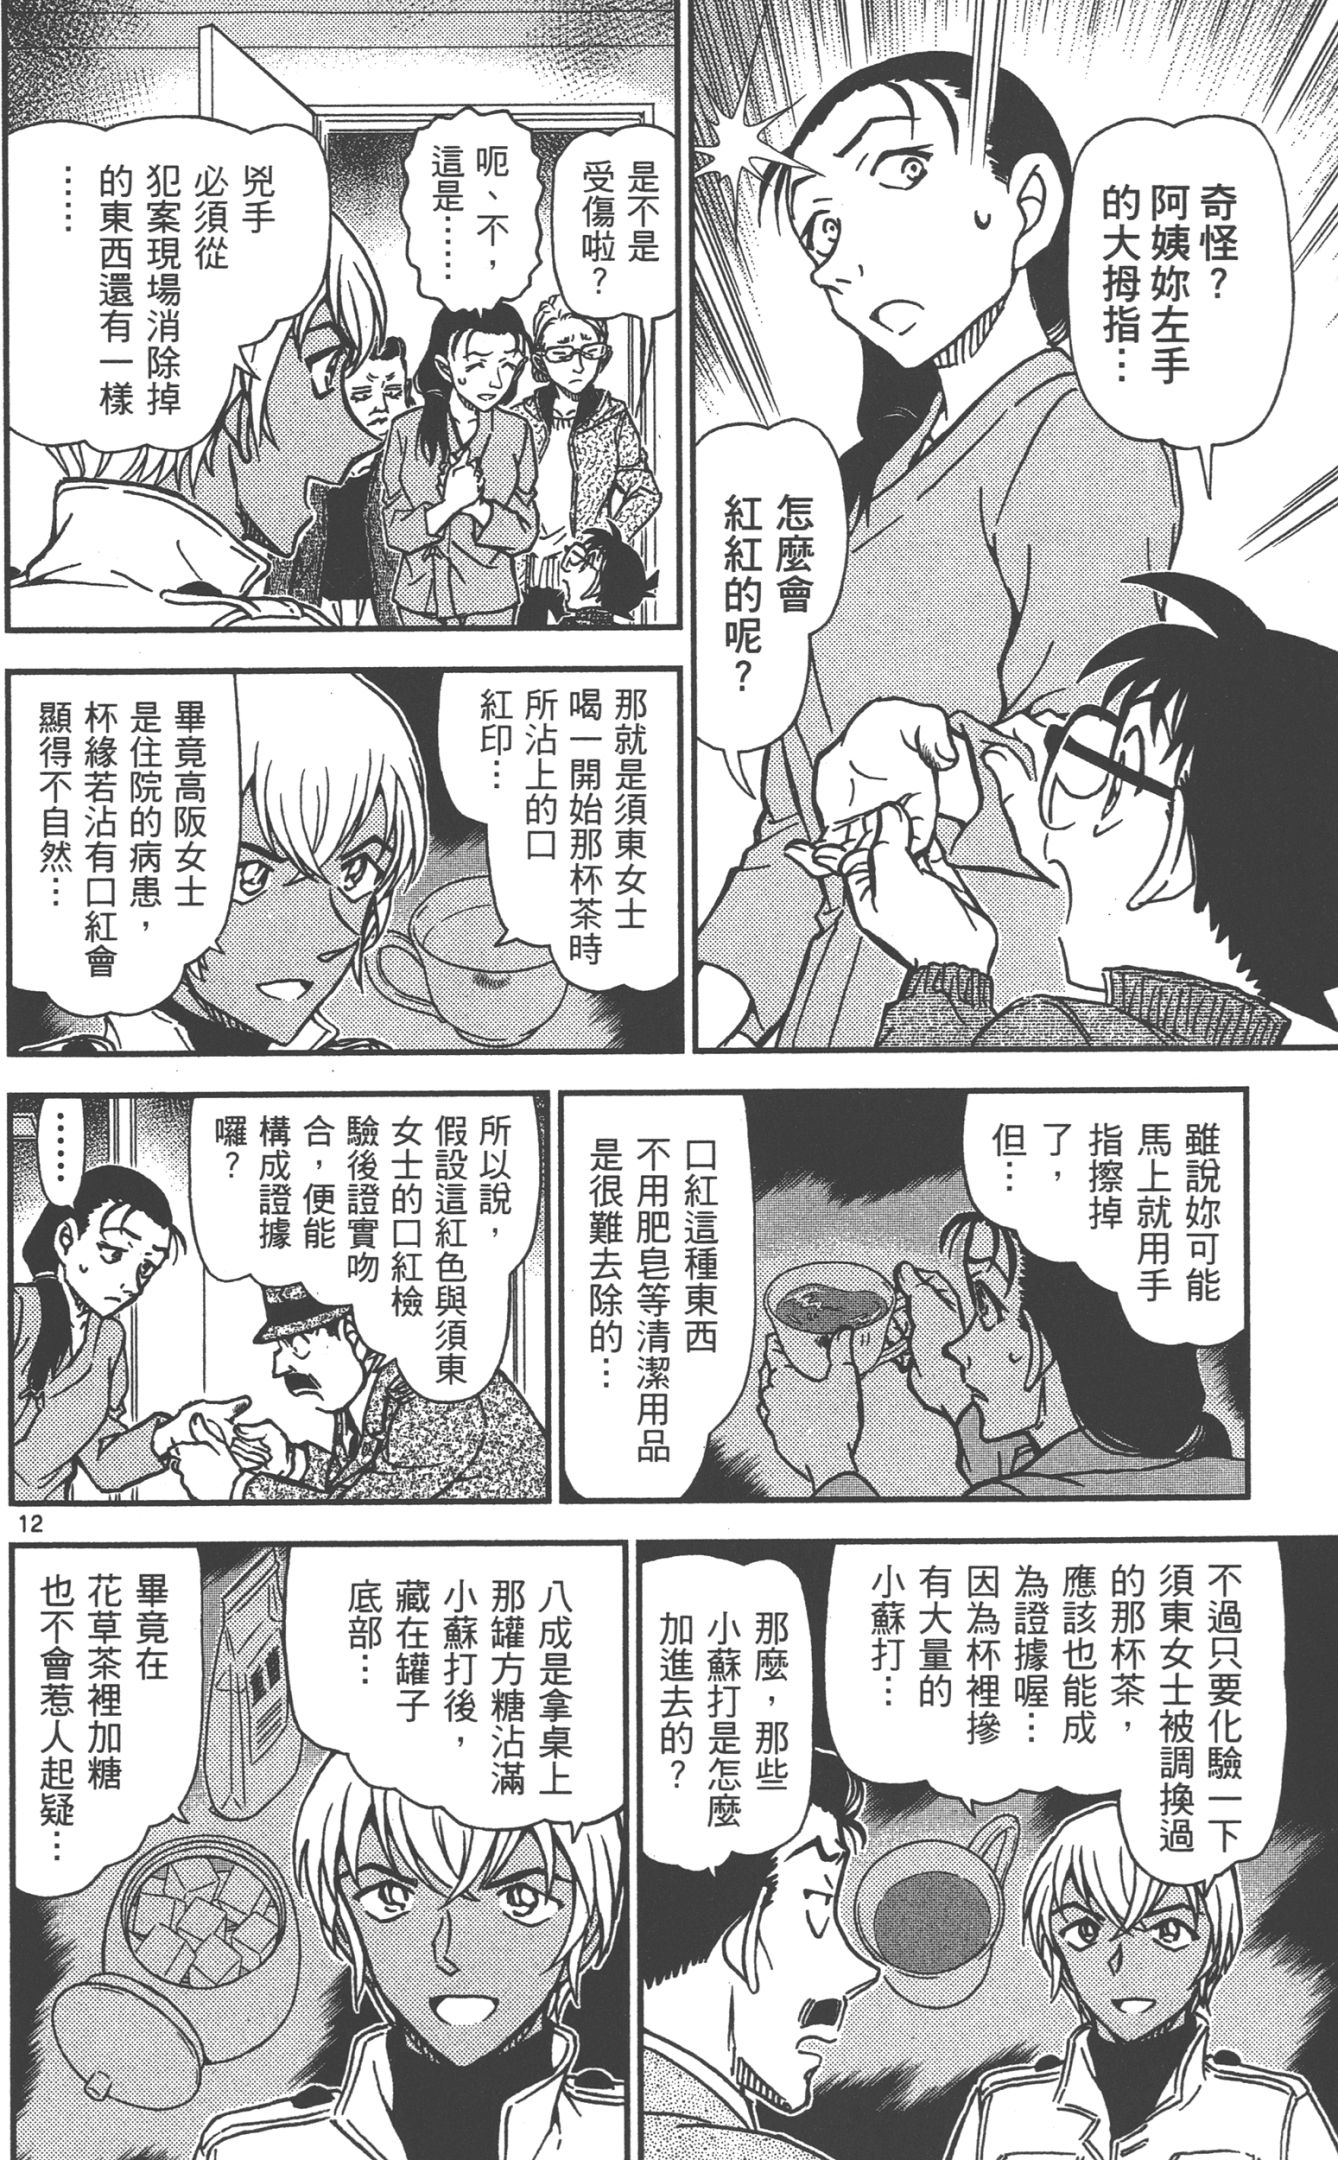 奇怪？
阿姨妳左手
的大拇指…
怎麼會
紅紅的呢？
是不是
受傷啦？
呃、不，
這是……
兇手
必須從
犯案現場消除掉
的東西還有一樣
……
那就是須東女士
喝一開始那杯茶時
所沾上的口
紅印…
畢竟高阪女士
是住院的病患，
杯緣若沾有口紅會
顯得不自然…
雖說妳可能
馬上就用手
指擦掉
了，
但…
口紅這種東西
不用肥皂等清潔用品
是很難去除的…
所以說，
假設這紅色與須東
女士的口紅檢
驗後證實吻
合，便能
構成證據
囉？
……
12
不過只要化驗一下
須東女士被調換過
的那杯茶，
應該也能成
為證據喔…
因為杯裡摻
有大量的
小蘇打…
那麼，那些
小蘇打是怎麼
加進去的？
八成是拿桌上
那罐方糖沾滿
小蘇打後，
藏在罐子
底部…
畢竟在
花草茶裡加糖
也不會惹人起疑…